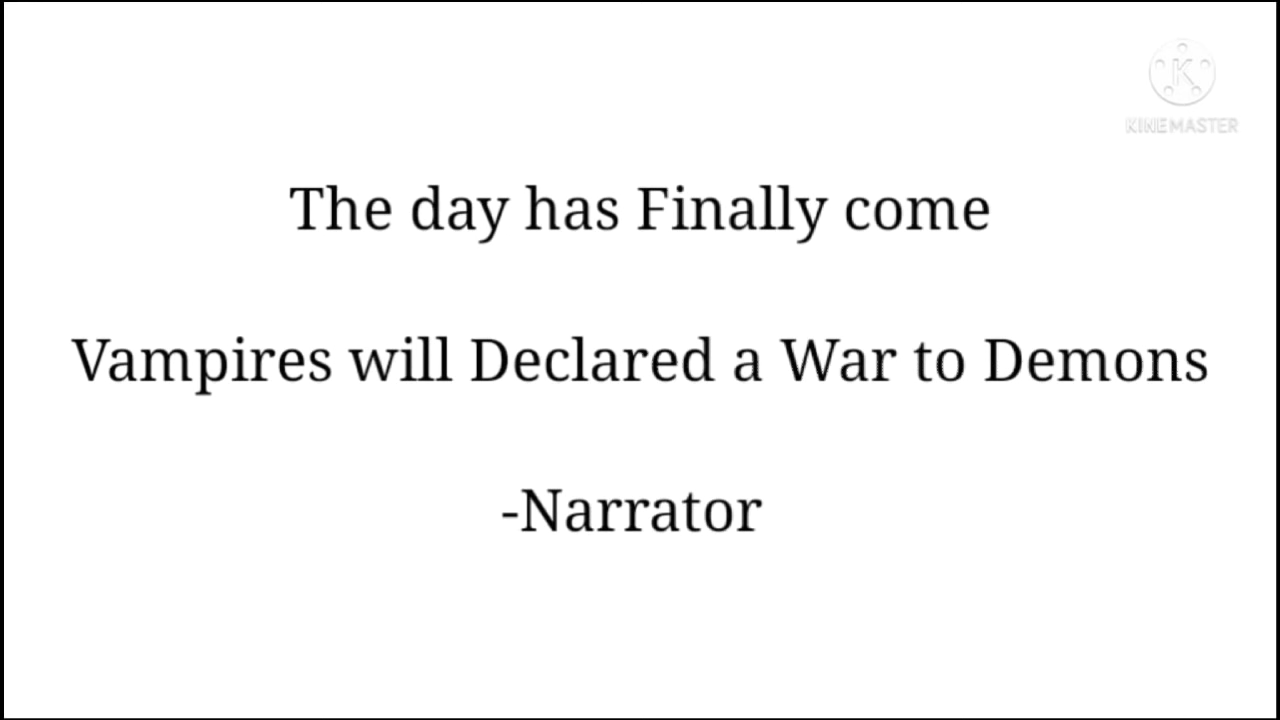 KINEMASTER
The day has Finally come
Vampires will Declared a War to Demons
-Narrator